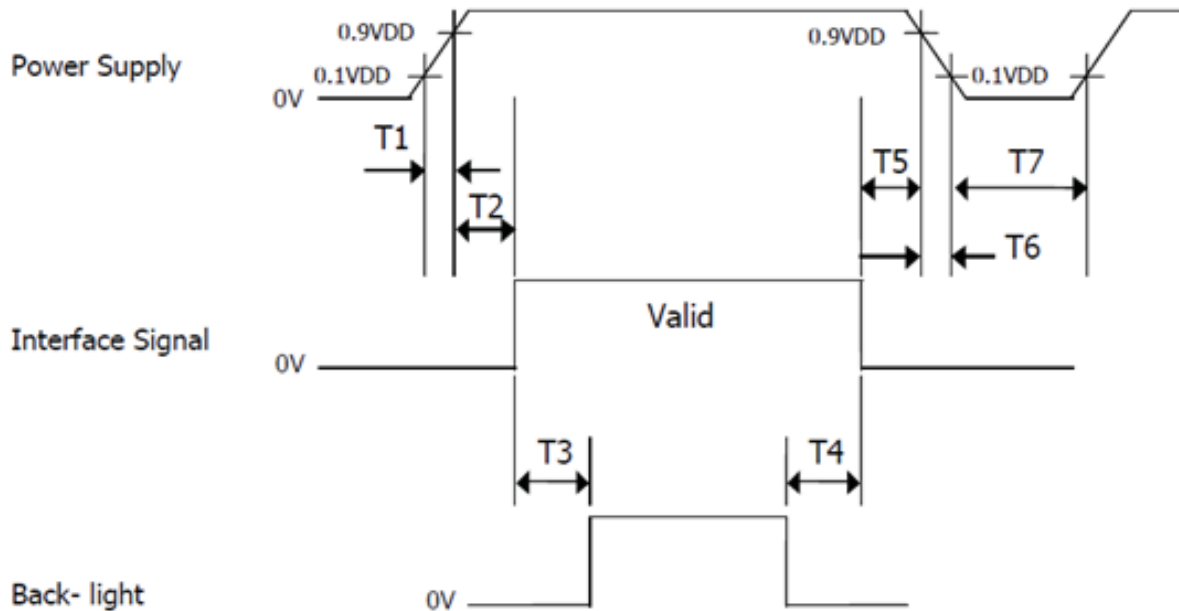 0.9VDD
0.9VDD
Power Supply
0.1VDD
0.1VDD
0V
T1
T5
T7
T2
T6
Valid
Interface Signal
0V
T3
T4
Back- light
0V